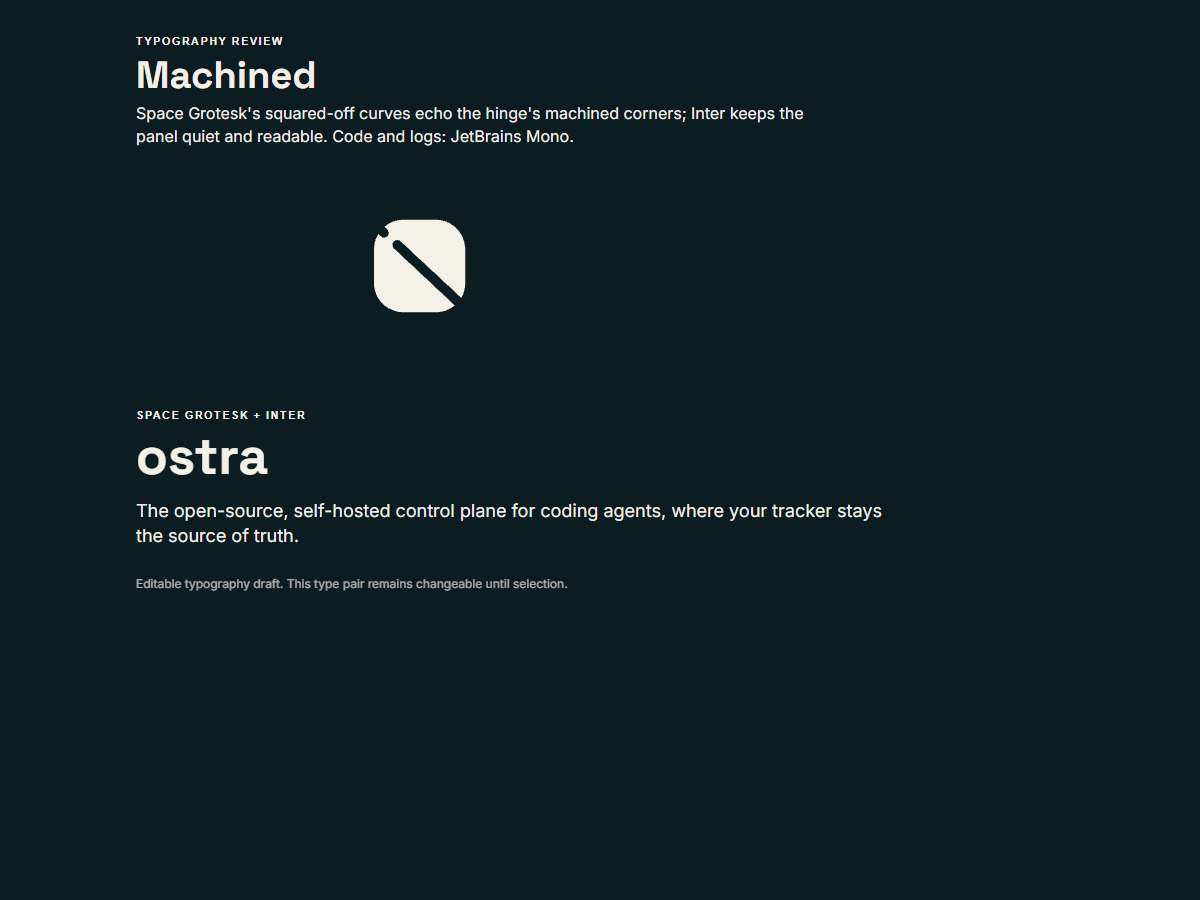 TYPOGRAPHY REVIEW
Machined
Space Grotesk's squared-off curves echo the hinge's machined corners; Inter keeps the
panel quiet and readable. Code and logs: JetBrains Mono.
SPACE GROTESK + INTER
ostra
The open-source, self-hosted control plane for coding agents, where your tracker stays
the source of truth.
Editable typography draft. This type pair remains changeable until selection.